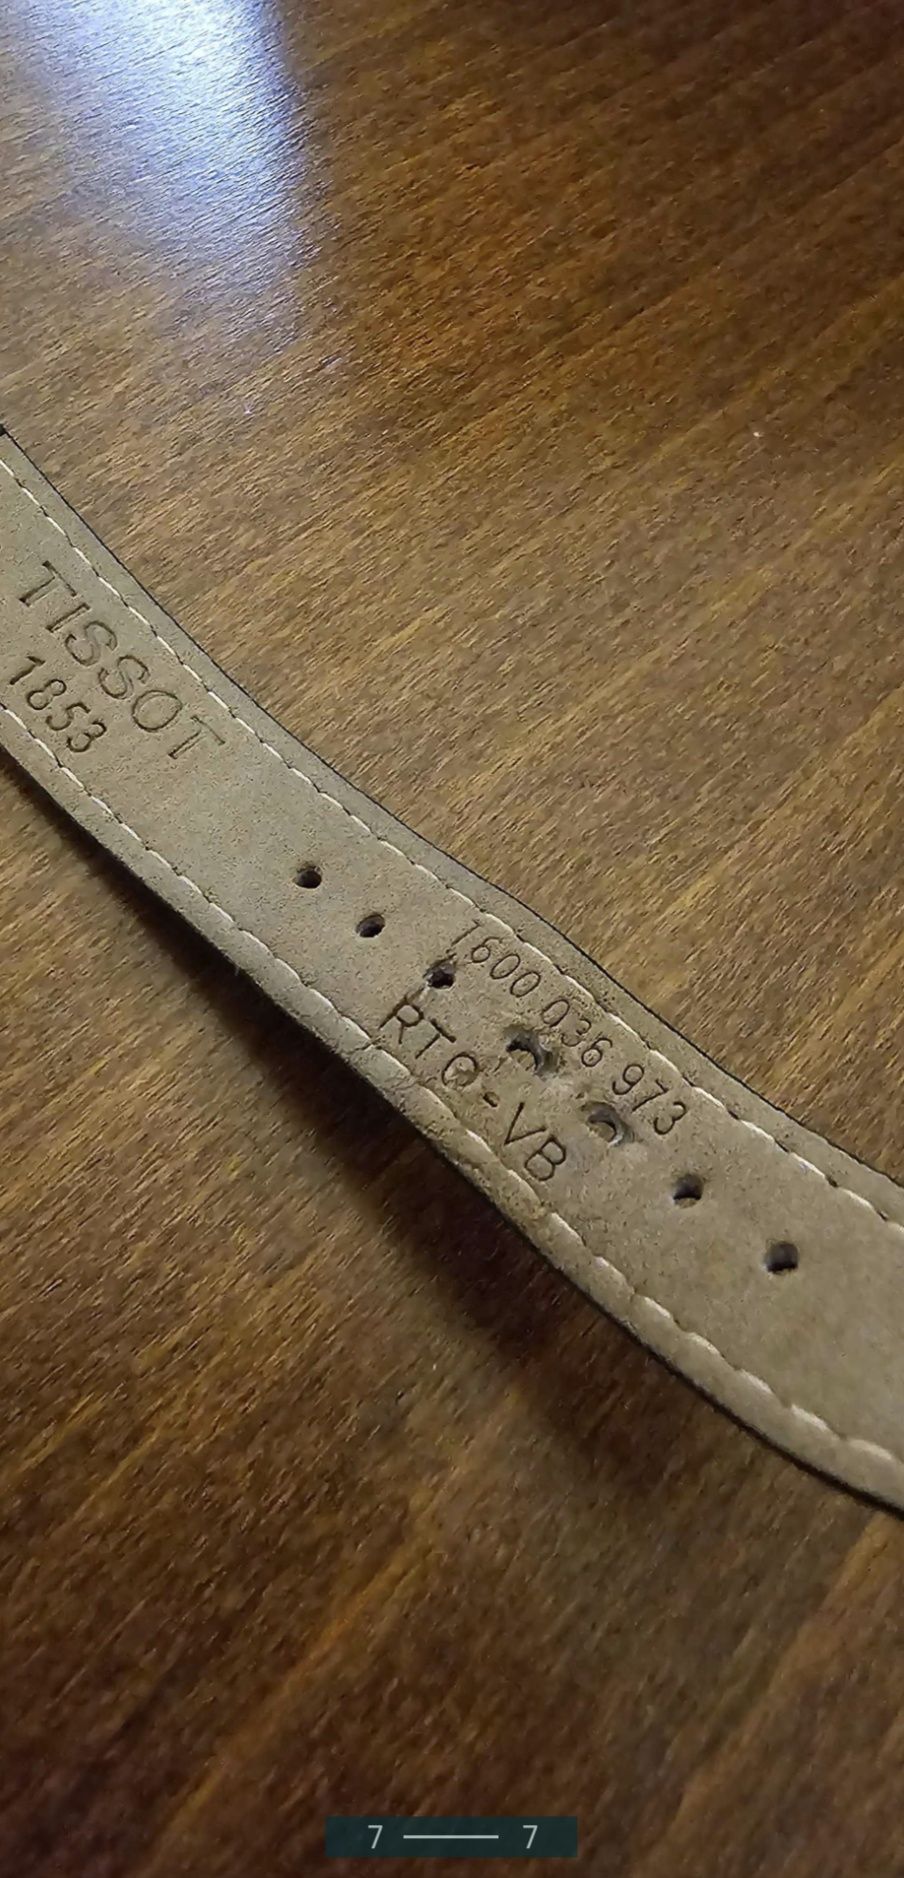 TISSOT
1853
T600 036 973
RTQ-VB
7 7